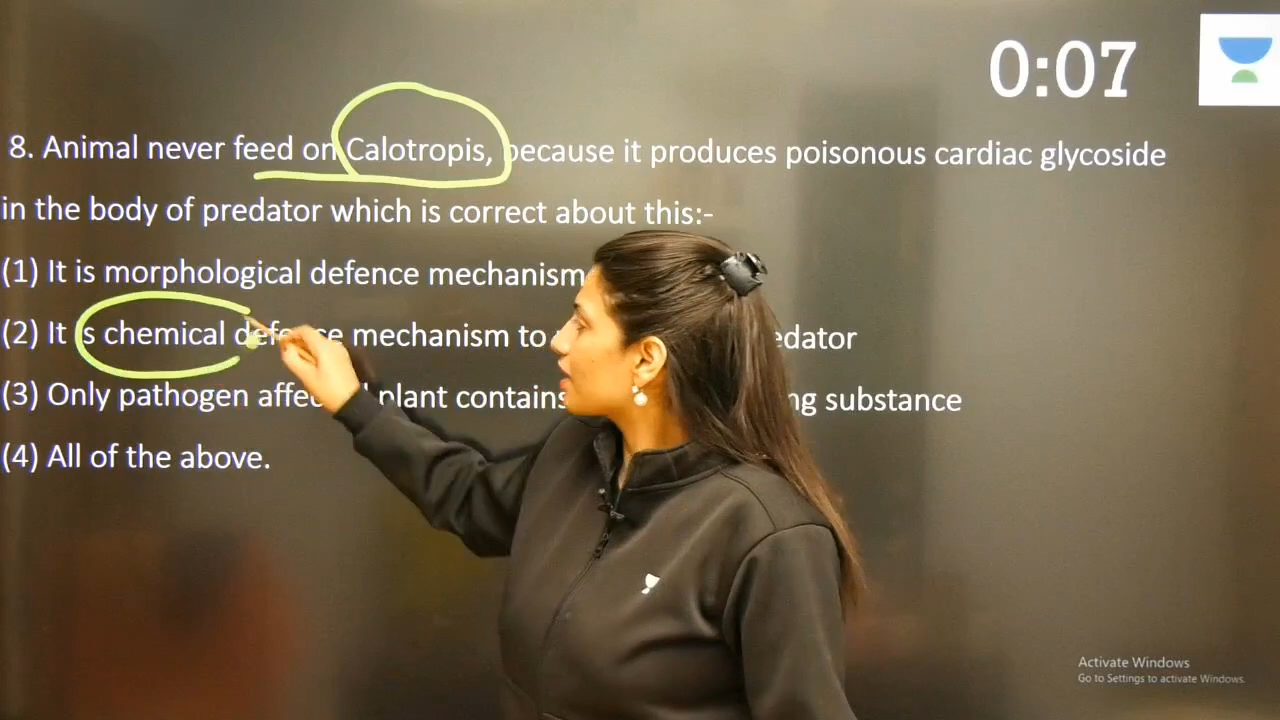 0:07
8. Animal never feed on Calotropis, because it produces poisonous cardiac glycoside
in the body of predator which is correct about this:-
(1) It is morphological defence mechanism
(2) It is chemical defence mechanism to
(3) Only pathogen plant contains substance
(4) All of the above.
Activate Windows
Go to Settings to activate Windows.